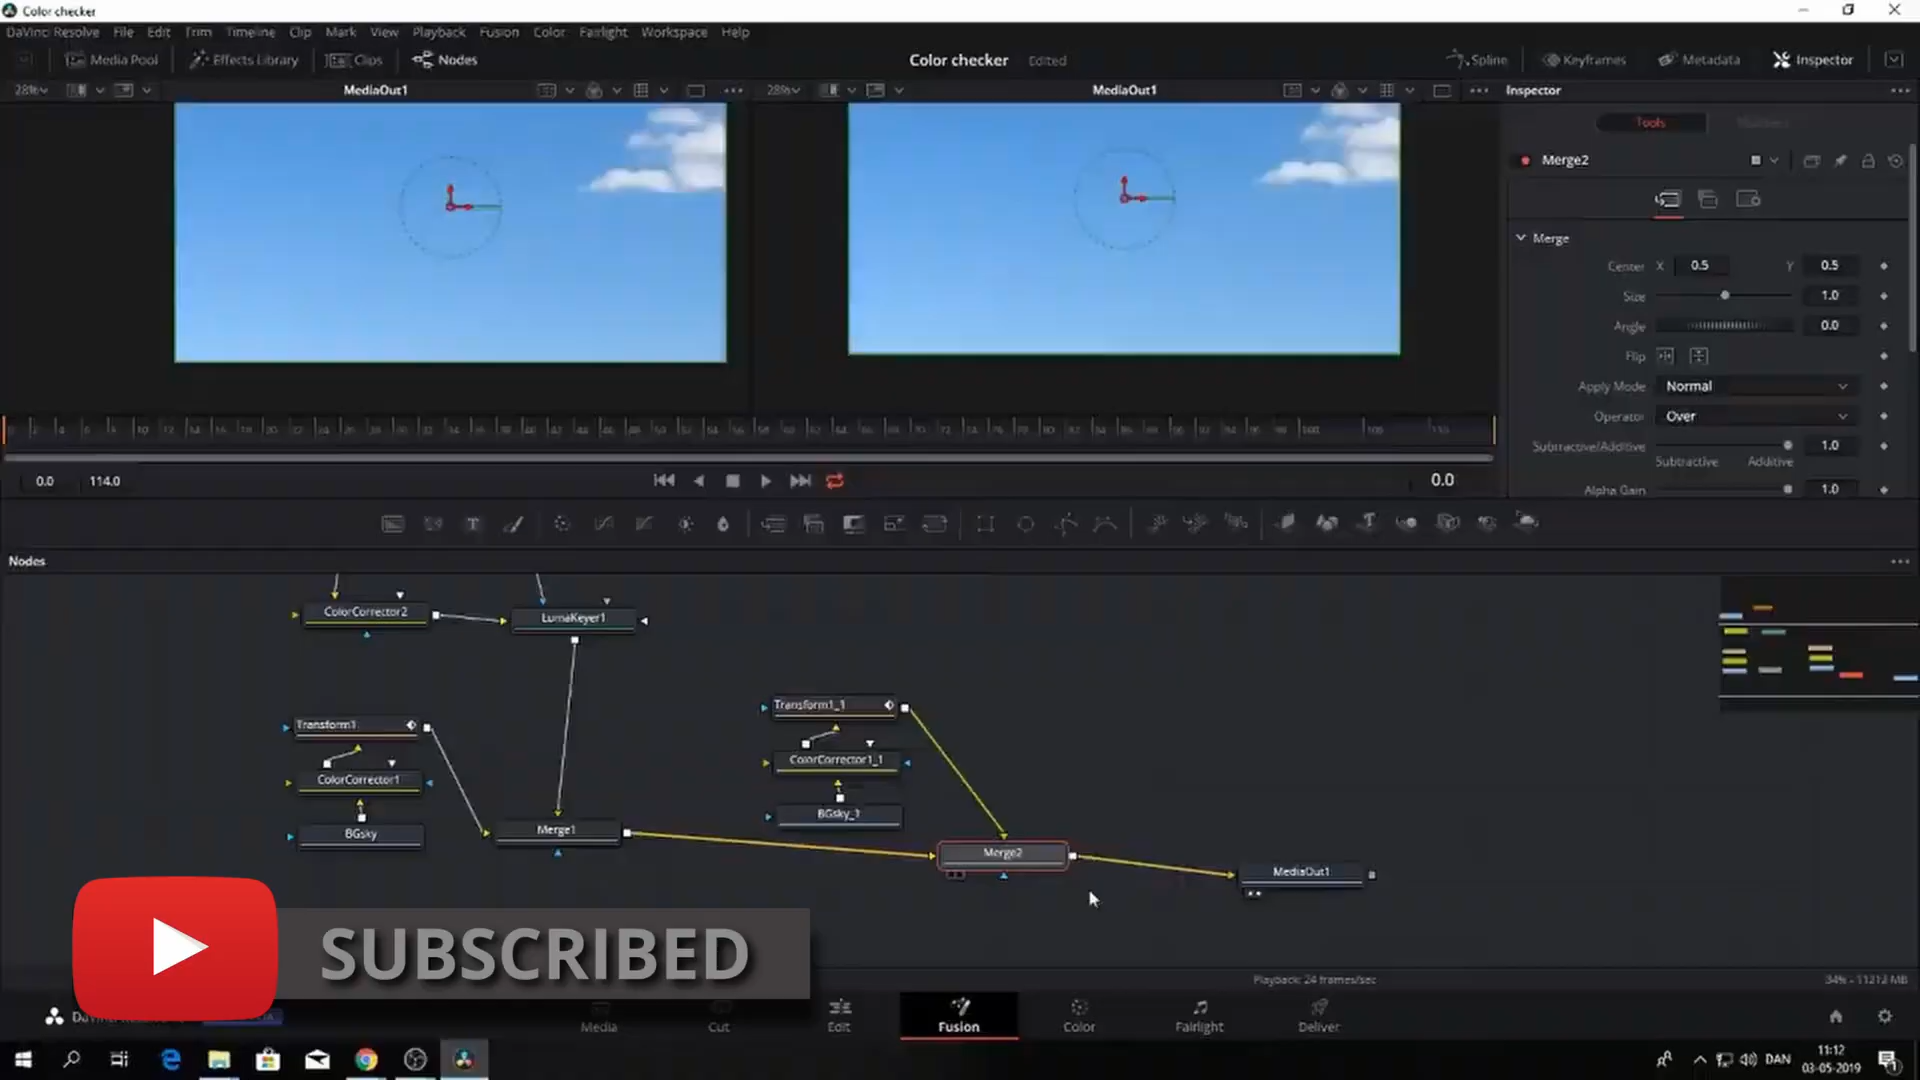 Color checker
DaVinci Resolve File Edit Trim Timeline Clip Mark View Playback Fusion Color Fairlight Workspace Help
Media Pool Effects Library Clips Nodes Color checker Edited Spline Keyframes Metadata Inspector
28% MediaOut1 28% MediaOut1 Inspector
Tools
Merge2
Merge
Center X 0.5 Y 0.5
Size 1.0
Angle 0.0
Flip
Apply Mode Normal
Operator Over
Subtractive/Additive 1.0
Subtractive Additive
Alpha Gain 1.0
0.0 114.0 0.0
Nodes
ColorCorrector2 LumaKeyer1
Transform1 Transform1_1
ColorCorrector1 ColorCorrector1_1
BGsky BGsky_1
Merge1 Merge2 MediaOut1
SUBSCRIBED
Playback: 24 frames/sec 34% - 11212 MB
Media Cut Edit Fusion Color Fairlight Deliver
DAN 11:12
03-05-2019